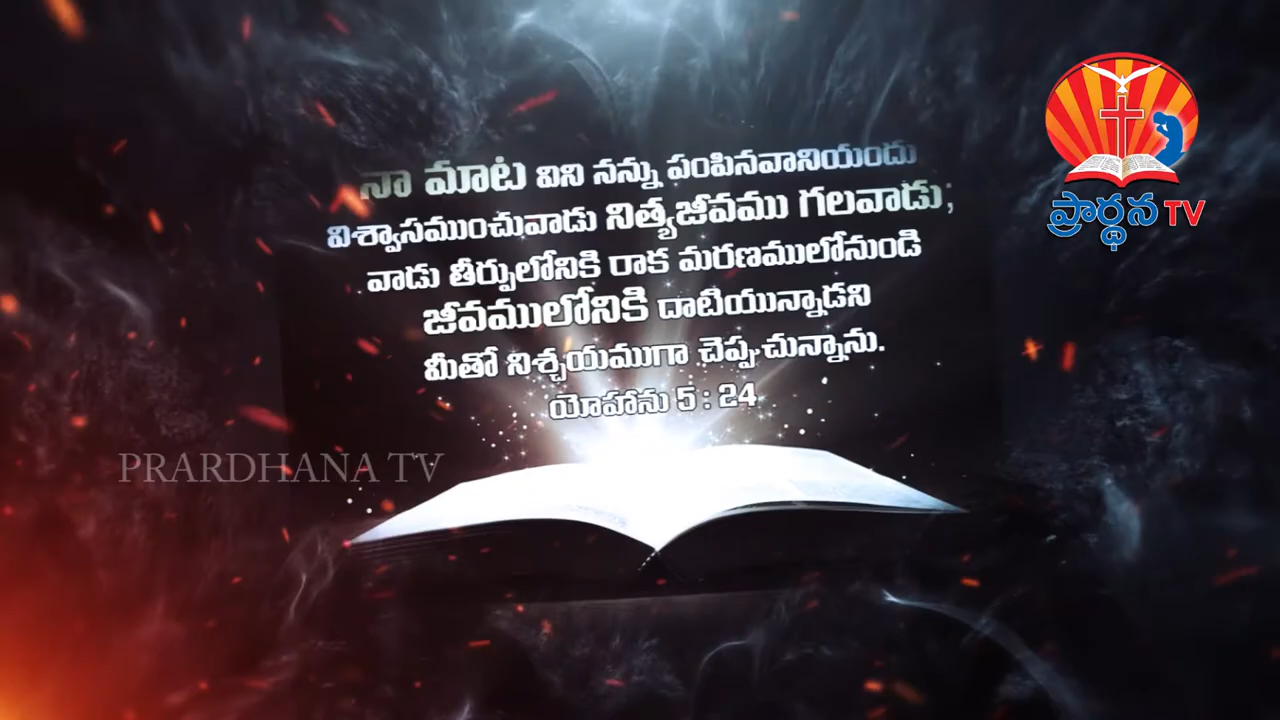 నా మాట విని నన్ను పంపినవానియందు
విశ్వాసముంచువాడు నిత్యజీవము గలవాడు;
వాడు తీర్పులోనికి రాక మరణములోనుండి
జీవములోనికి దాటియున్నాడని
మీతో నిశ్చయముగా చెప్పుచున్నాను.
యోహాను 5 : 24
ప్రార్థన TV
PRARDHANA TV